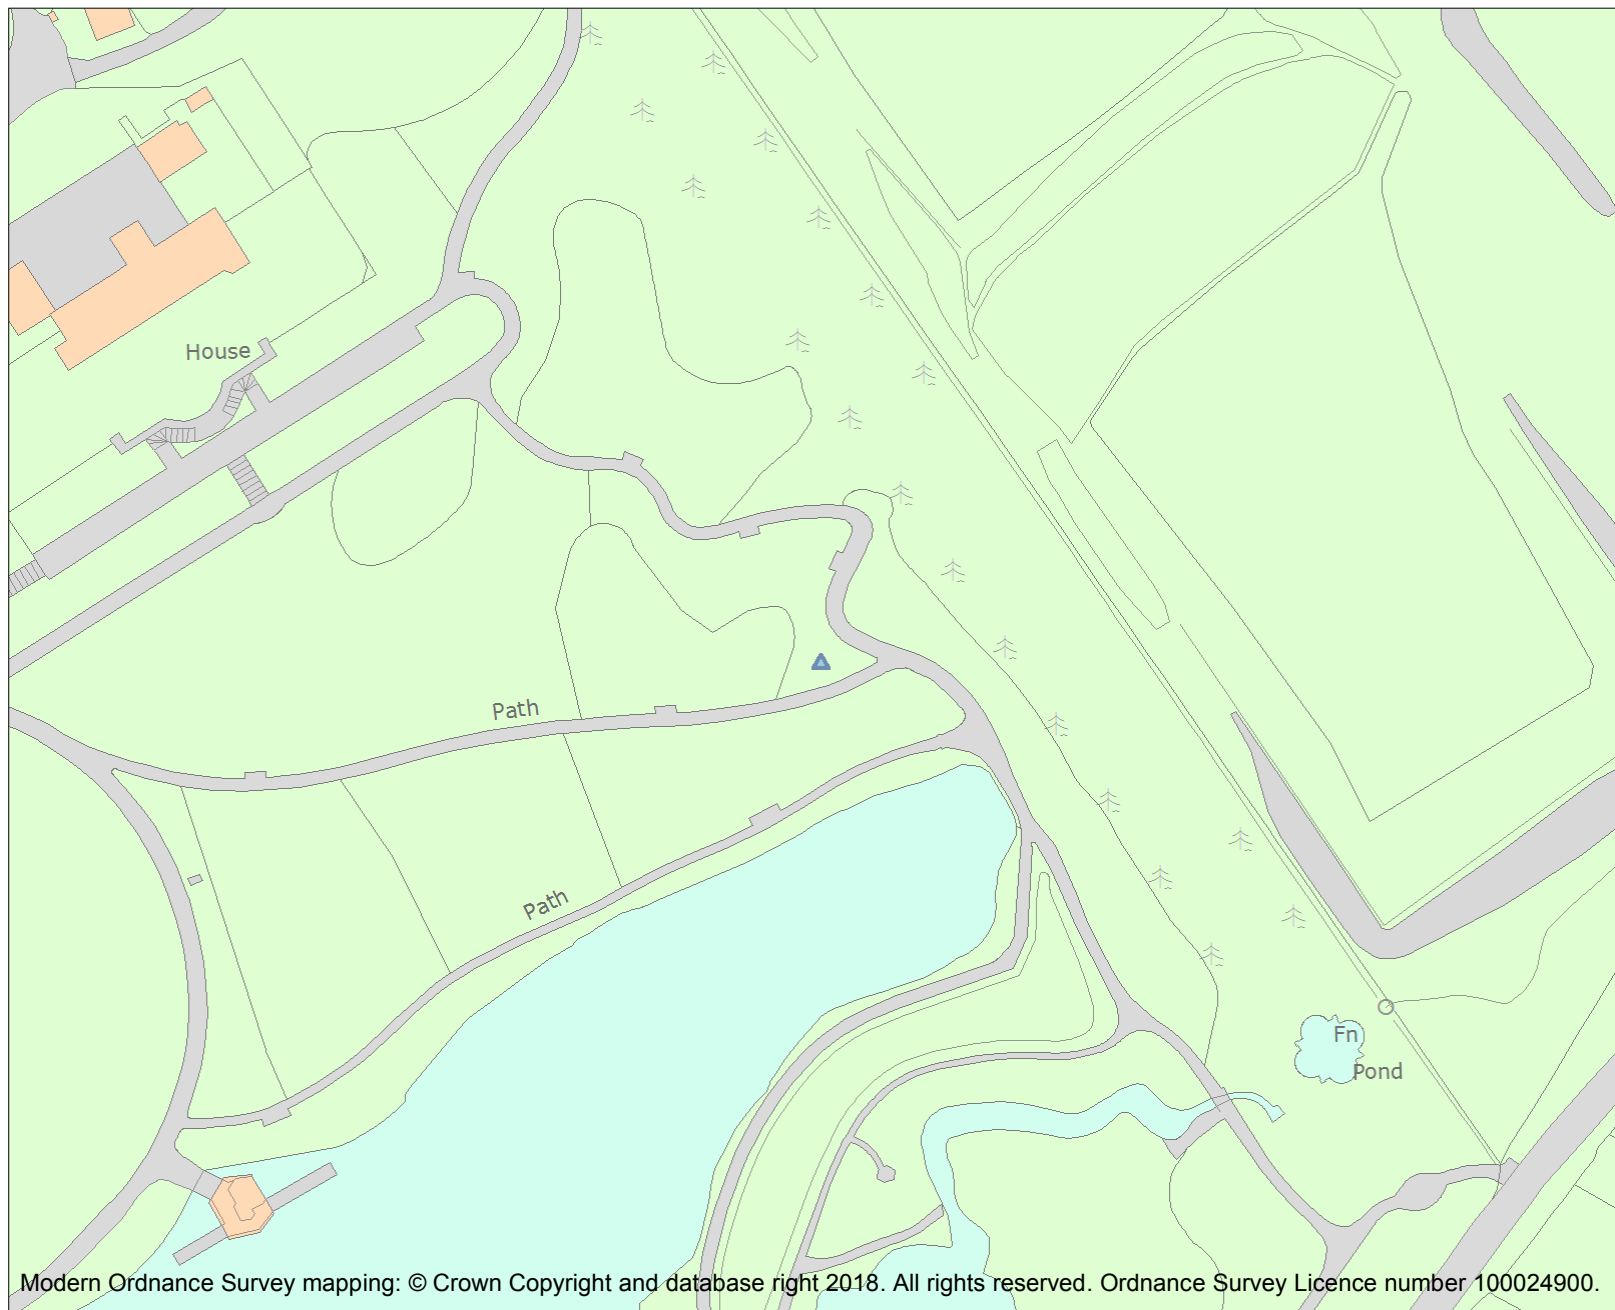 House
Path
Path
Fn
Pond
Modern Ordnance Survey mapping: © Crown Copyright and database right 2018. All rights reserved. Ordnance Survey Licence number 100024900.